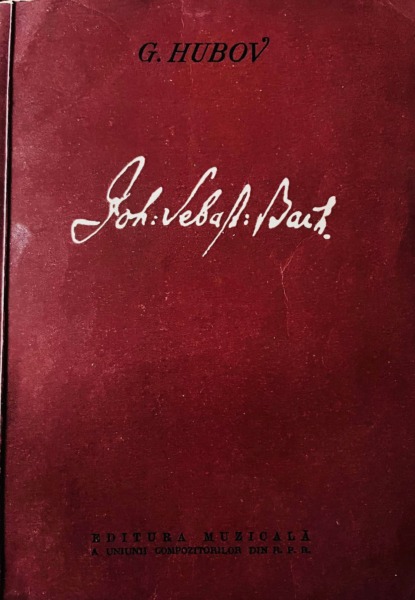 G. HUBOV
Joh: Sebast: Bach.
EDITURA MUZICALĂ
A UNIUNII COMPOZITORILOR DIN R. P. R.